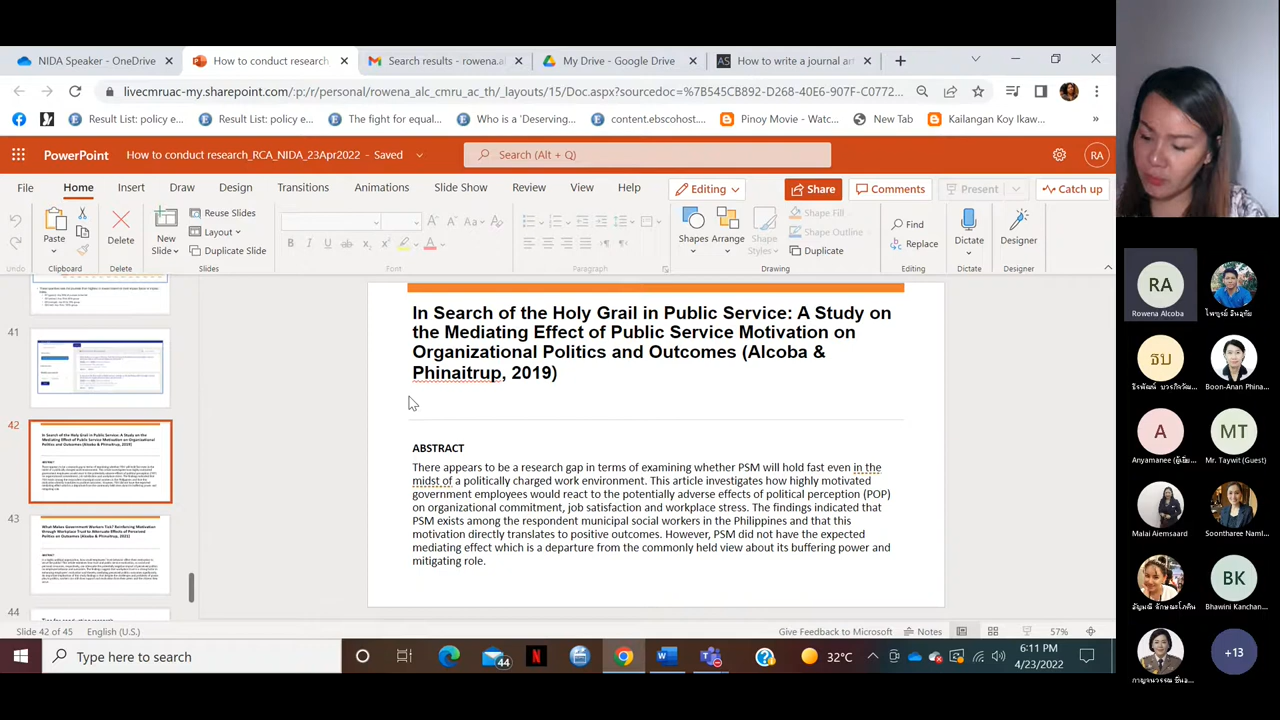 NIDA Speaker - OneDrive
How to conduct research
Search results - rowena.al
My Drive - Google Drive
How to write a journal art
livecmruac-my.sharepoint.com/:p:/r/personal/rowena_alc_cmru_ac_th/_layouts/15/Doc.aspx?sourcedoc=%7B545CB892-D268-40E6-907F-C0772...
Result List: policy e...
Result List: policy e...
The fight for equal...
Who is a 'Deserving...
content.ebscohost...
Pinoy Movie - Watc...
New Tab
Kailangan Koy Ikaw...
PowerPoint
How to conduct research_RCA_NIDA_23Apr2022 - Saved
Search (Alt + Q)
RA
File
Home
Insert
Draw
Design
Transitions
Animations
Slide Show
Review
View
Help
Editing
Share
Comments
Present
Catch up
Undo
Paste
Clipboard
Delete
Delete
New
Slide
Reuse Slides
Layout
Duplicate Slide
Slides
Font
Paragraph
Shapes
Arrange
Shape
Styles
Shape Fill
Shape Outline
Duplicate
Drawing
Find
Replace
Editing
Dictate
Dictate
Designer
Designer
41
42
43
44
In Search of the Holy Grail in Public Service: A Study on
the Mediating Effect of Public Service Motivation on
Organizational Politics and Outcomes (Alcoba &
Phinaitrup, 2019)
ABSTRACT
There appears to be a research gap in terms of examining whether PSM will hold fast even in the
midst of a politically charged work environment. This article investigates how highly motivated
government employees would react to the potentially adverse effects of political perception (POP)
on organizational commitment, job satisfaction and workplace stress. The findings indicated that
PSM exists among the respondent municipal social workers in the Philippines and that this
motivation directly translates to positive outcomes. However, PSM did not have the expected
mediating effect which is a departure from the commonly held view about its buffering power and
mitigating role.
Slide 42 of 45
English (U.S.)
Give Feedback to Microsoft
Notes
57%
Type here to search
44
32°C
6:11 PM
4/23/2022
RA
Rowena Alcoba
ธบ
Boon-Anan Phina...
A
MT
Mr. Taywit (Guest)
Malai Aiemsaard
Soontharee Naml...
BK
Bhawini Kanchan...
+13